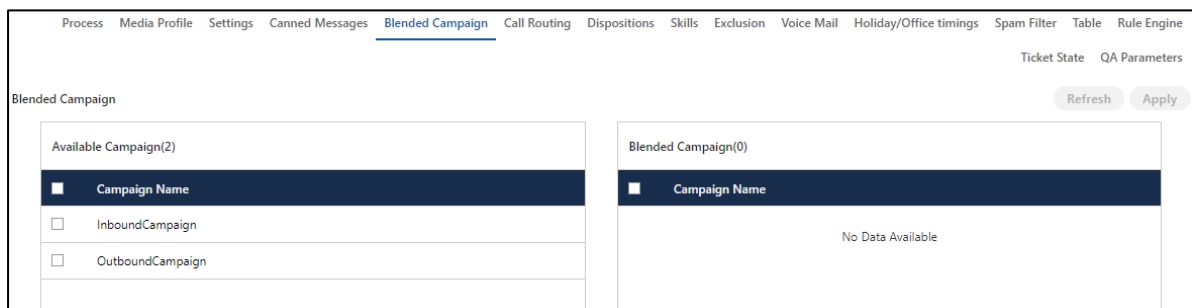 Process Media Profile Settings Canned Messages Blended Campaign Call Routing Dispositions Skills Exclusion Voice Mail Holiday/Office timings Spam Filter Table Rule Engine
Ticket State QA Parameters
Blended Campaign Refresh Apply
Available Campaign(2)
Campaign Name
InboundCampaign
OutboundCampaign
Blended Campaign(0)
Campaign Name
No Data Available